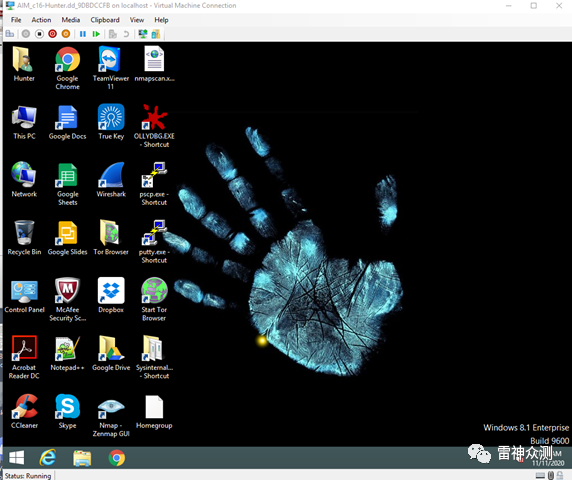 AIM_c16-Hunter.dd_9DBDCCFB on localhost - Virtual Machine Connection
File Action Media Clipboard View Help
Hunter
Google Chrome
TeamViewer 11
nmapscan.x...
This PC
Google Docs
True Key
OLLYDBG.EXE - Shortcut
Network
Google Sheets
Wireshark
pscp.exe - Shortcut
Recycle Bin
Google Slides
Tor Browser
putty.exe - Shortcut
Control Panel
McAfee Security Sc...
Dropbox
Start Tor Browser
Acrobat Reader DC
Notepad++
Google Drive
Sysinternal... - Shortcut
CCleaner
Skype
Nmap - Zenmap GUI
Homegroup
Windows 8.1 Enterprise
Build 9600
雷神众测
11/11/2020
Status: Running